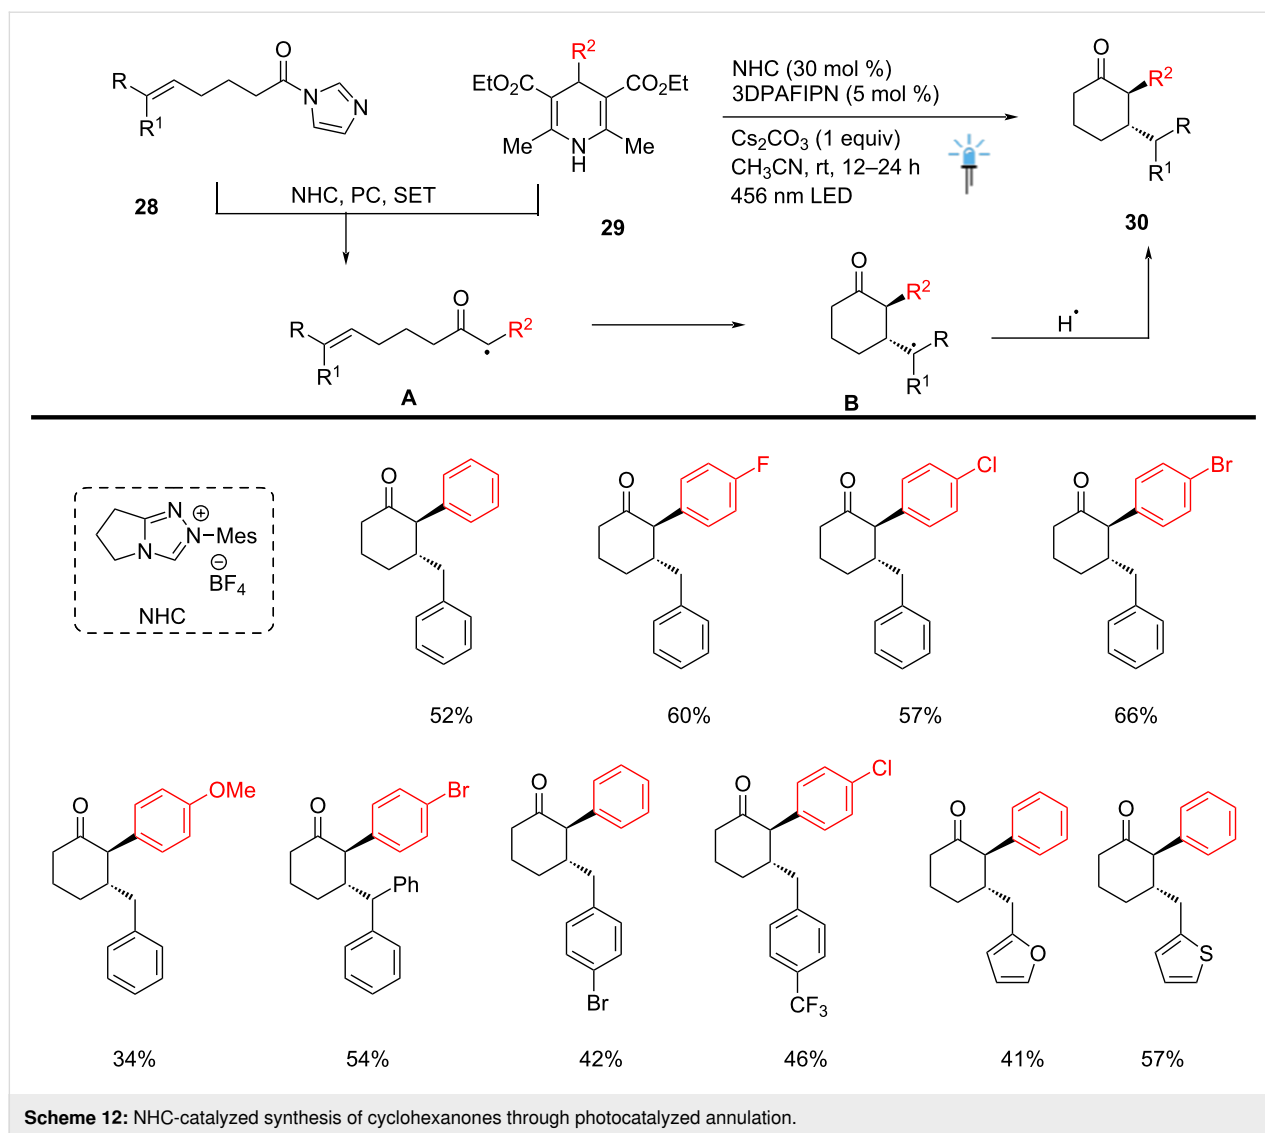 O
R
R¹
N
N
28
R²
EtO₂C
CO₂Et
Me
N
H
Me
29
NHC (30 mol %)
3DPAFIPN (5 mol %)
Cs₂CO₃ (1 equiv)
CH₃CN, rt, 12–24 h
456 nm LED
O
R²
R
R¹
30
NHC, PC, SET
O
R
R¹
R²
A
O
R²
R
R¹
B
H•
N
N
N
Mes
⊕
⊖
BF₄
NHC
O
52%
O
F
60%
O
Cl
57%
O
Br
66%
O
OMe
34%
O
Br
Ph
54%
O
Br
42%
O
Cl
CF₃
46%
O
O
41%
O
S
57%
Scheme 12: NHC-catalyzed synthesis of cyclohexanones through photocatalyzed annulation.